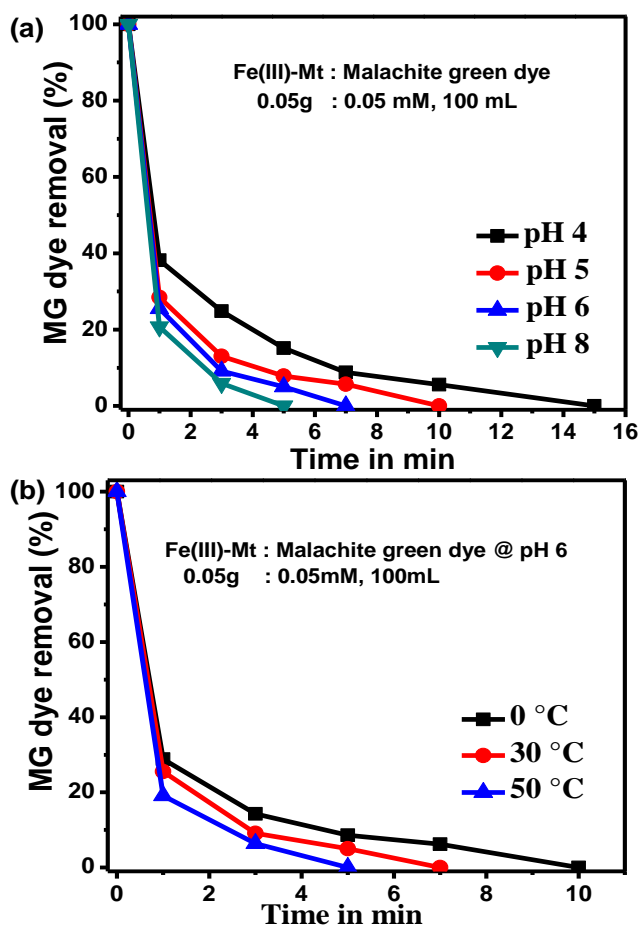 (a)
100
80
60
40
20
0
MG dye removal (%)
Fe(III)-Mt : Malachite green dye
0.05g : 0.05 mM, 100 mL
pH 4
pH 5
pH 6
pH 8
0 2 4 6 8 10 12 14 16
Time in min
(b)
100
80
60
40
20
0
MG dye removal (%)
Fe(III)-Mt : Malachite green dye @ pH 6
0.05g : 0.05mM, 100mL
0 °C
30 °C
50 °C
0 2 4 6 8 10
Time in min